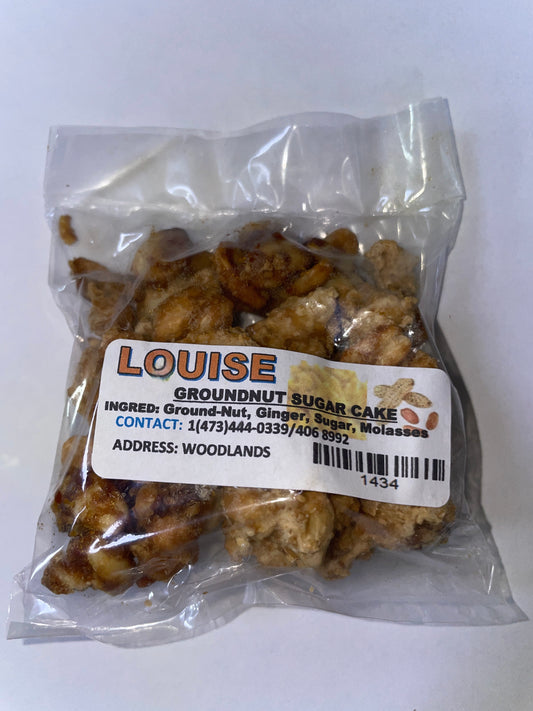 LOUISE
GROUNDNUT SUGAR CAKE
INGRED: Ground-Nut, Ginger, Sugar, Molasses
CONTACT: 1(473)444-0339/406 8992
ADDRESS: WOODLANDS
1434